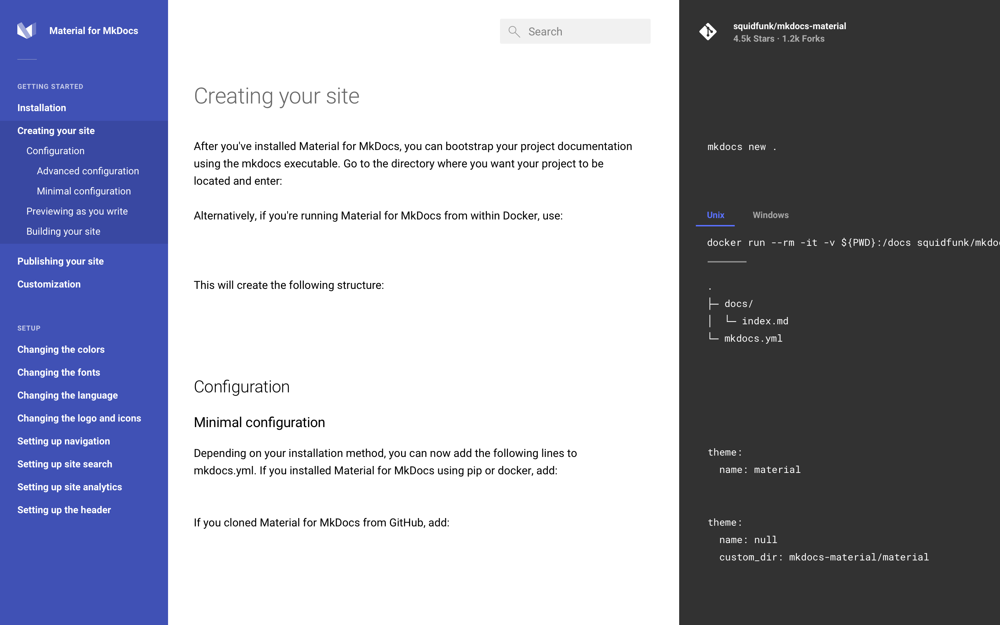 Material for MkDocs
GETTING STARTED
Installation
Creating your site
Configuration
Advanced configuration
Minimal configuration
Previewing as you write
Building your site
Publishing your site
Customization
SETUP
Changing the colors
Changing the fonts
Changing the language
Changing the logo and icons
Setting up navigation
Setting up site search
Setting up site analytics
Setting up the header
Search
Creating your site
After you've installed Material for MkDocs, you can bootstrap your project documentation
using the mkdocs executable. Go to the directory where you want your project to be
located and enter:
Alternatively, if you're running Material for MkDocs from within Docker, use:
This will create the following structure:
Configuration
Minimal configuration
Depending on your installation method, you can now add the following lines to
mkdocs.yml. If you installed Material for MkDocs using pip or docker, add:
If you cloned Material for MkDocs from GitHub, add:
squidfunk/mkdocs-material
4.5k Stars · 1.2k Forks
mkdocs new .
Unix Windows
docker run --rm -it -v ${PWD}:/docs squidfunk/mkdo
.
├─ docs/
│  └─ index.md
└─ mkdocs.yml
theme:
  name: material
theme:
  name: null
  custom_dir: mkdocs-material/material